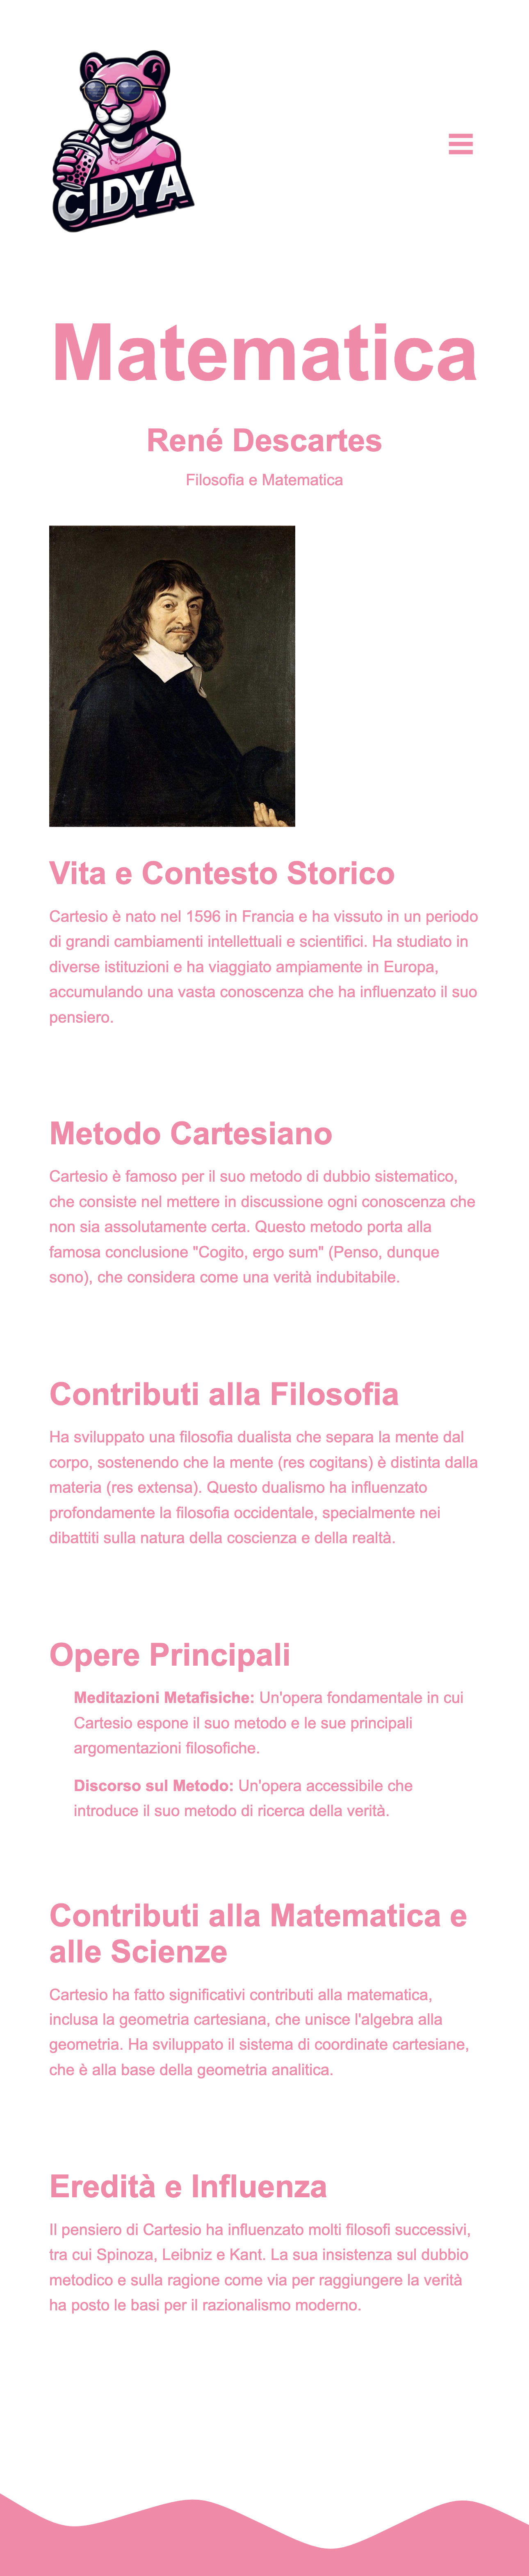 CIDYA
Matematica
René Descartes
Filosofia e Matematica
Vita e Contesto Storico
Cartesio è nato nel 1596 in Francia e ha vissuto in un periodo
di grandi cambiamenti intellettuali e scientifici. Ha studiato in
diverse istituzioni e ha viaggiato ampiamente in Europa,
accumulando una vasta conoscenza che ha influenzato il suo
pensiero.
Metodo Cartesiano
Cartesio è famoso per il suo metodo di dubbio sistematico,
che consiste nel mettere in discussione ogni conoscenza che
non sia assolutamente certa. Questo metodo porta alla
famosa conclusione "Cogito, ergo sum" (Penso, dunque
sono), che considera come una verità indubitabile.
Contributi alla Filosofia
Ha sviluppato una filosofia dualista che separa la mente dal
corpo, sostenendo che la mente (res cogitans) è distinta dalla
materia (res extensa). Questo dualismo ha influenzato
profondamente la filosofia occidentale, specialmente nei
dibattiti sulla natura della coscienza e della realtà.
Opere Principali
Meditazioni Metafisiche: Un'opera fondamentale in cui
Cartesio espone il suo metodo e le sue principali
argomentazioni filosofiche.
Discorso sul Metodo: Un'opera accessibile che
introduce il suo metodo di ricerca della verità.
Contributi alla Matematica e
alle Scienze
Cartesio ha fatto significativi contributi alla matematica,
inclusa la geometria cartesiana, che unisce l'algebra alla
geometria. Ha sviluppato il sistema di coordinate cartesiane,
che è alla base della geometria analitica.
Eredità e Influenza
Il pensiero di Cartesio ha influenzato molti filosofi successivi,
tra cui Spinoza, Leibniz e Kant. La sua insistenza sul dubbio
metodico e sulla ragione come via per raggiungere la verità
ha posto le basi per il razionalismo moderno.